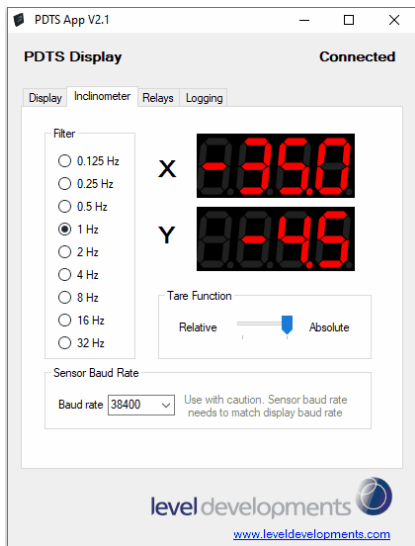 PDTS App V2.1
PDTS Display Connected
Display Inclinometer Relays Logging
Filter
0.125 Hz
0.25 Hz
0.5 Hz
1 Hz
2 Hz
4 Hz
8 Hz
16 Hz
32 Hz
X -35.0
Y -4.5
Tare Function
Relative Absolute
Sensor Baud Rate
Baud rate 38400
Use with caution. Sensor baud rate
needs to match display baud rate
level developments
www.leveldevelopments.com